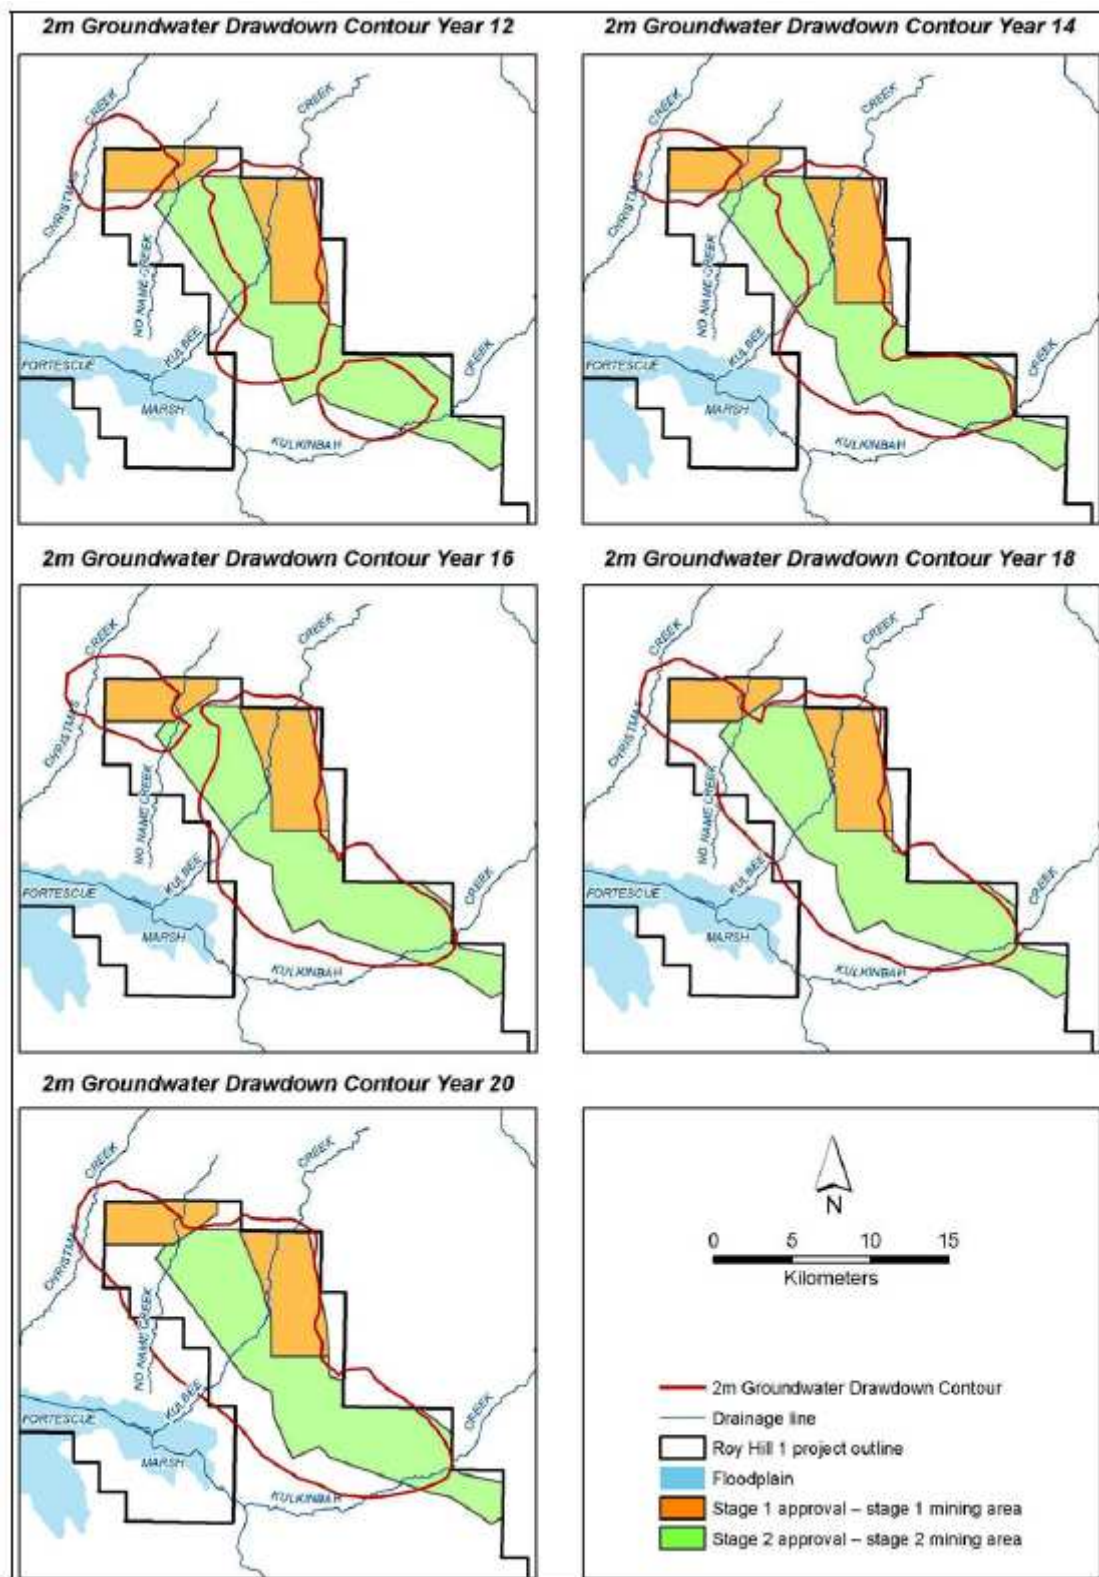 2m Groundwater Drawdown Contour Year 12
CREEK
CREEK
CHRISTMAS
NO NAME CREEK
KULBEE
FORTESCUE
CREEK
MARSH
KULKINBAH
2m Groundwater Drawdown Contour Year 14
CREEK
CREEK
CHRISTMAS
NO NAME CREEK
KULBEE
FORTESCUE
CREEK
MARSH
KULKINBAH
2m Groundwater Drawdown Contour Year 16
CREEK
CREEK
CHRISTMAS
NO NAME CREEK
KULBEE
FORTESCUE
CREEK
MARSH
KULKINBAH
2m Groundwater Drawdown Contour Year 18
CREEK
CREEK
CHRISTMAS
NO NAME CREEK
KULBEE
FORTESCUE
CREEK
MARSH
KULKINBAH
2m Groundwater Drawdown Contour Year 20
CREEK
CREEK
CHRISTMAS
NO NAME CREEK
KULBEE
FORTESCUE
CREEK
MARSH
KULKINBAH
N
0 5 10 15
Kilometers
2m Groundwater Drawdown Contour
Drainage line
Roy Hill 1 project outline
Floodplain
Stage 1 approval – stage 1 mining area
Stage 2 approval – stage 2 mining area